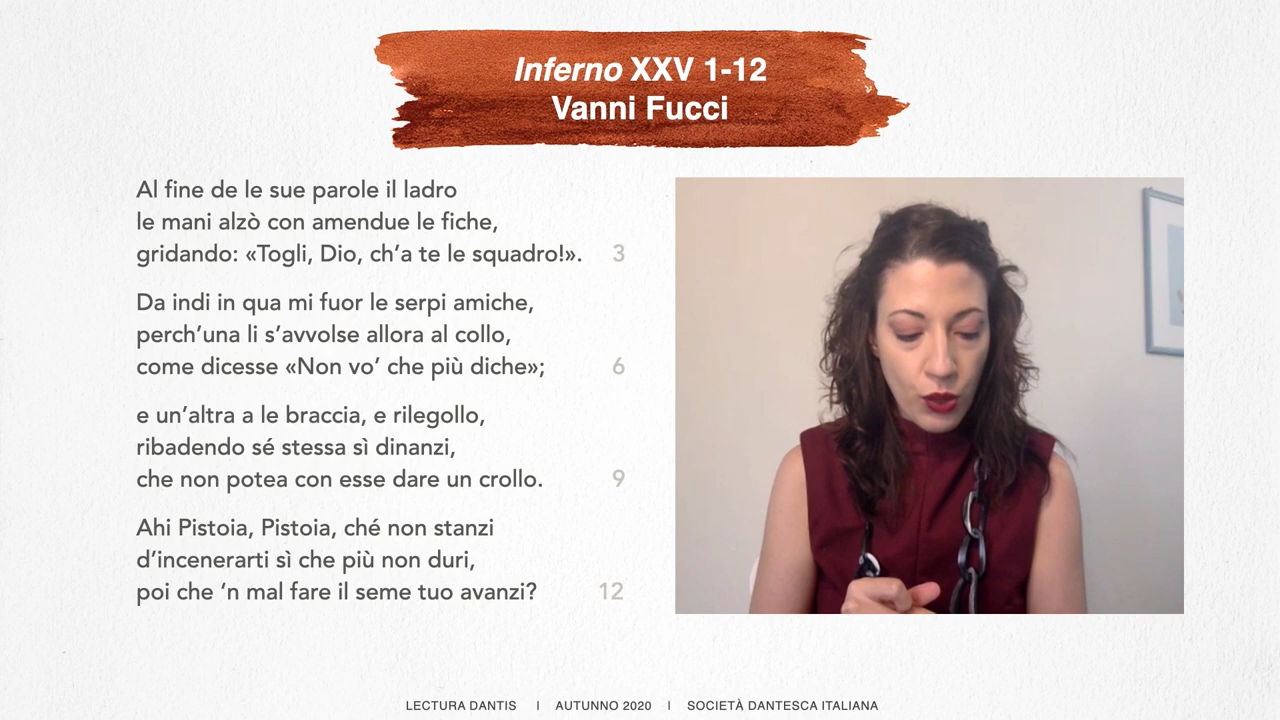 Inferno XXV 1-12
Vanni Fucci
Al fine de le sue parole il ladro
le mani alzò con amendue le fiche,
gridando: «Togli, Dio, ch’a te le squadro!». 3
Da indi in qua mi fuor le serpi amiche,
perch’una li s’avvolse allora al collo,
come dicesse «Non vo’ che più diche»; 6
e un’altra a le braccia, e rilegollo,
ribadendo sé stessa sì dinanzi,
che non potea con esse dare un crollo. 9
Ahi Pistoia, Pistoia, ché non stanzi
d’incenerarti sì che più non duri,
poi che ‘n mal fare il seme tuo avanzi? 12
LECTURA DANTIS I AUTUNNO 2020 I SOCIETÀ DANTESCA ITALIANA